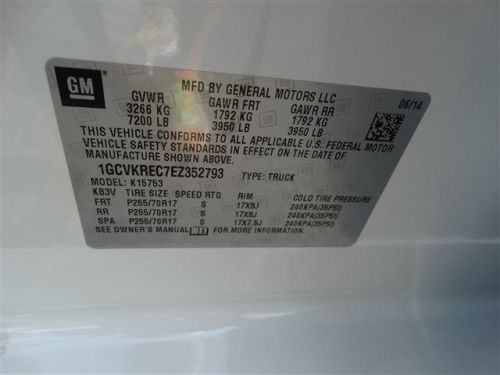 GM
MFD BY GENERAL MOTORS LLC 06/14
GVWR GAWR FRT GAWR RR
3266 KG 1792 KG 1792 KG
7200 LB 3950 LB 3950 LB
THIS VEHICLE CONFORMS TO ALL APPLICABLE U.S. FEDERAL MOTOR
VEHICLE SAFETY STANDARDS IN EFFECT ON THE DATE OF
MANUFACTURE SHOWN ABOVE.
1GCVKREC7EZ352793 TYPE: TRUCK
MODEL: K15753
KB3V TIRE SIZE SPEED RTG RIM COLD TIRE PRESSURE
FRT P255/70R17 S 17X8J 240KPA(35PSI)
RR P255/70R17 S 17X8J 240KPA(35PSI)
SPA P255/70R17 S 17X7.5J 240KPA(35PSI)
SEE OWNER'S MANUAL FOR MORE INFORMATION.